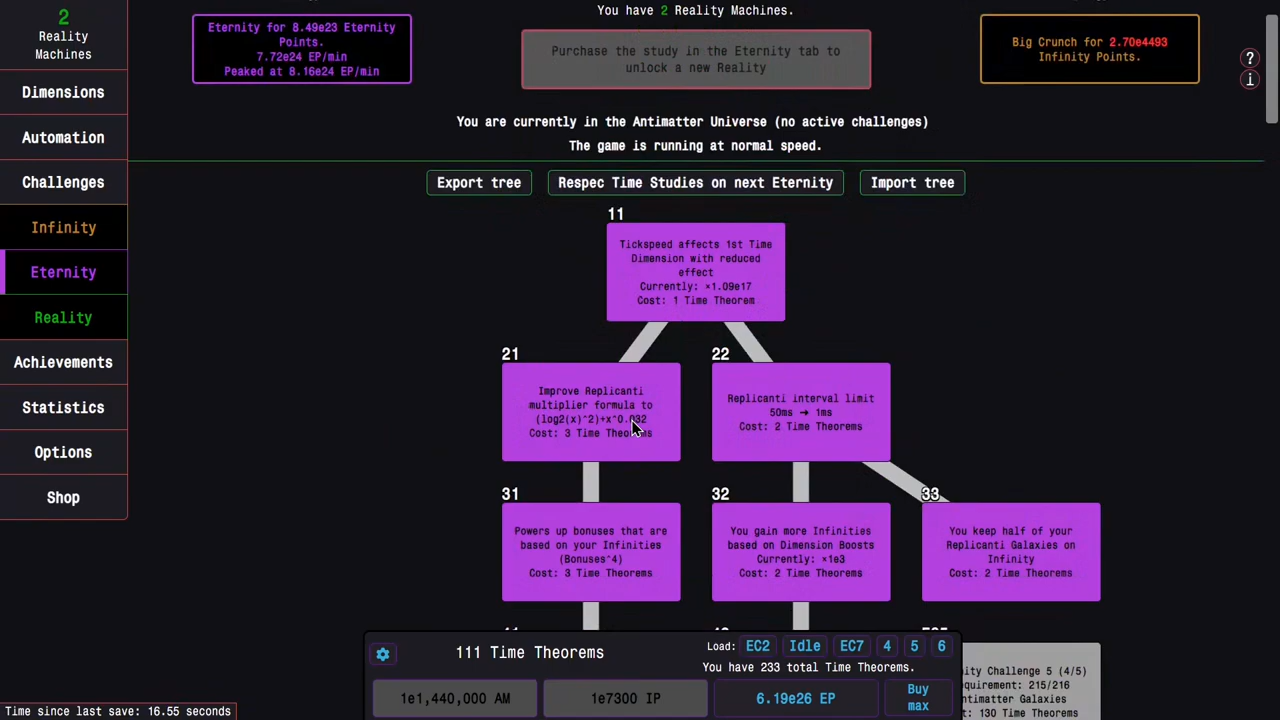 2
Reality
Machines
Dimensions
Automation
Challenges
Infinity
Eternity
Reality
Achievements
Statistics
Options
Shop
Time since last save: 16.55 seconds
Eternity for 8.49e23 Eternity
Points.
7.72e24 EP/min
Peaked at 8.16e24 EP/min
You have 2 Reality Machines.
Purchase the study in the Eternity tab to
unlock a new Reality
Big Crunch for 2.70e4493
Infinity Points.
?
i
You are currently in the Antimatter Universe (no active challenges)
The game is running at normal speed.
Export tree
Respec Time Studies on next Eternity
Import tree
11
Tickspeed affects 1st Time
Dimension with reduced
effect
Currently: ×1.09e17
Cost: 1 Time Theorem
21
Improve Replicanti
multiplier formula to
(log2(x)^2)+x^0.032
Cost: 3 Time Theorems
22
Replicanti interval limit
50ms ➜ 1ms
Cost: 2 Time Theorems
31
Powers up bonuses that are
based on your Infinities
(Bonuses^4)
Cost: 3 Time Theorems
32
You gain more Infinities
based on Dimension Boosts
Currently: ×1e3
Cost: 2 Time Theorems
33
You keep half of your
Replicanti Galaxies on
Infinity
Cost: 2 Time Theorems
Challenge 5 (4/5)
215/216
Galaxies
130 Time Theorems
111 Time Theorems
Load: EC2 Idle EC7 4 5 6
You have 233 total Time Theorems.
1e1,440,000 AM
1e7300 IP
6.19e26 EP
Buy
max